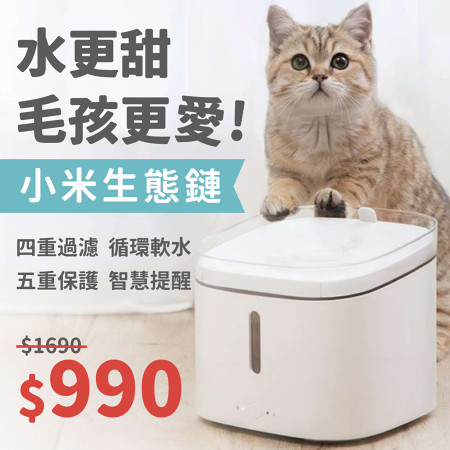 水更甜
毛孩更愛!
小米生態鏈
四重過濾 循環軟水
五重保護 智慧提醒
$1690
$990